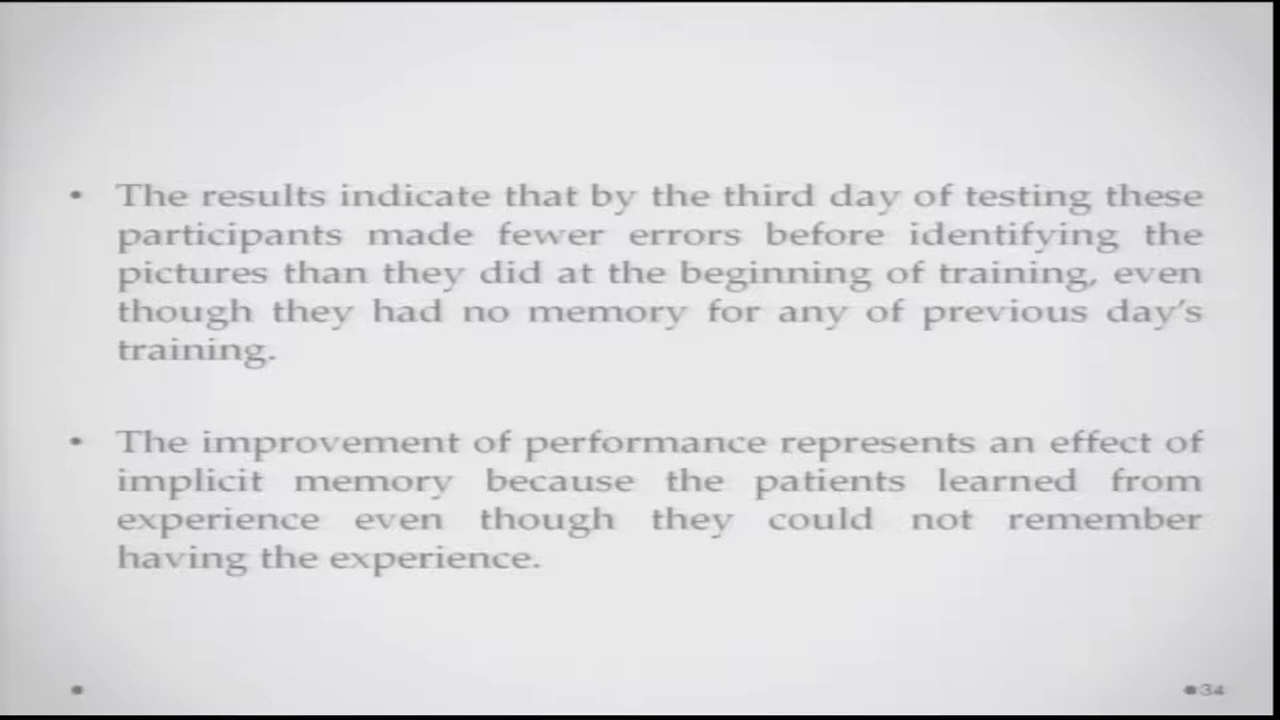 • The results indicate that by the third day of testing these
participants made fewer errors before identifying the
pictures than they did at the beginning of training, even
though they had no memory for any of previous day's
training.
• The improvement of performance represents an effect of
implicit memory because the patients learned from
experience even though they could not remember
having the experience.
34